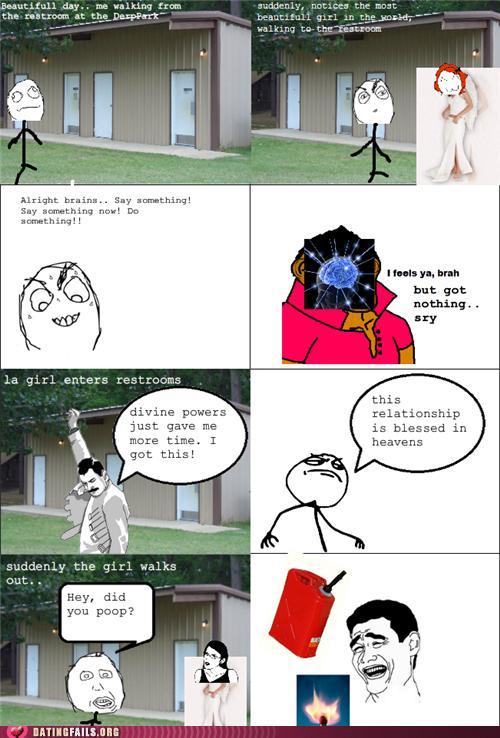 Beautifull day.. me walking from
the restroom at the DerpPark
suddenly, notices the most
beautifull girl in the world,
walking to the restroom
Alright brains.. Say something!
Say something now! Do
something!!
I feels ya, brah
but got
nothing..
sry
la girl enters restrooms
divine powers
just gave me
more time. I
got this!
this
relationship
is blessed in
heavens
suddenly the girl walks
out..
Hey, did
you poop?
DATINGFAILS.ORG